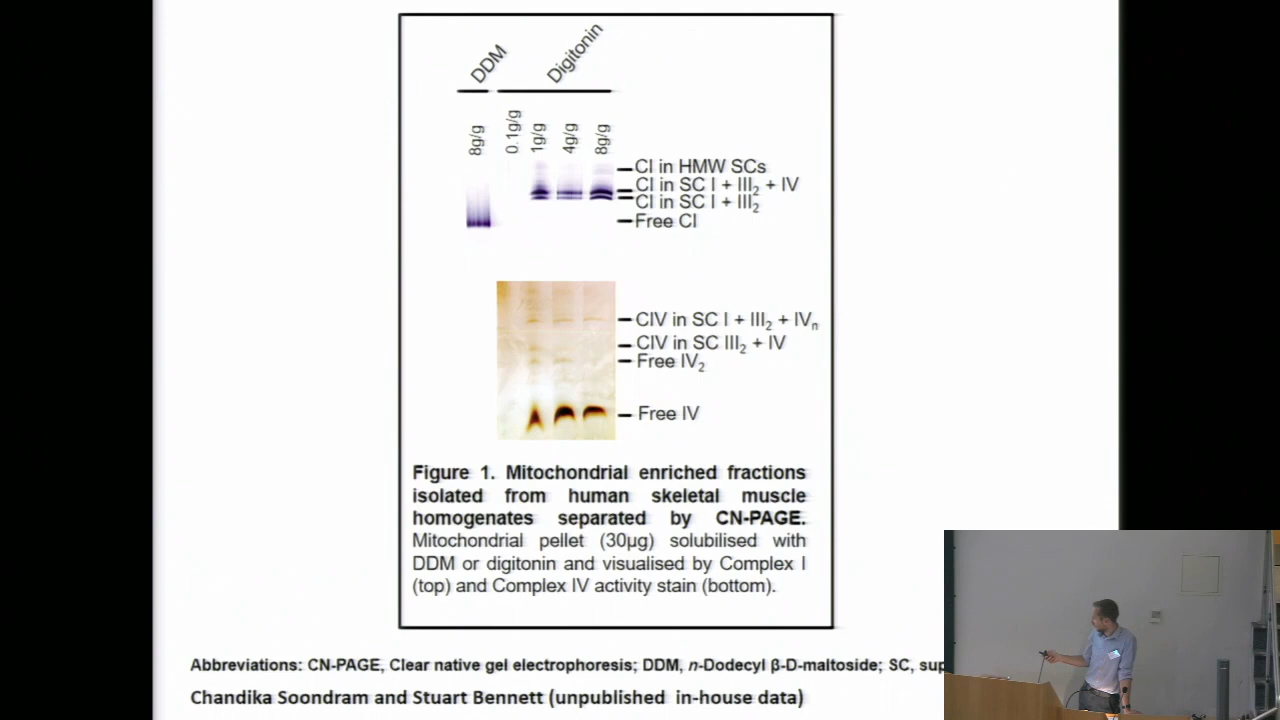 DDM
Digitonin
8g/g
0.1g/g
1g/g
4g/g
8g/g
CI in HMW SCs
CI in SC I + III₂ + IV
CI in SC I + III₂
Free CI
CIV in SC I + III₂ + IVₙ
CIV in SC III₂ + IV
Free IV₂
Free IV
Figure 1. Mitochondrial enriched fractions
isolated from human skeletal muscle
homogenates separated by CN-PAGE.
Mitochondrial pellet (30μg) solubilised with
DDM or digitonin and visualised by Complex I
(top) and Complex IV activity stain (bottom).
Abbreviations: CN-PAGE, Clear native gel electrophoresis; DDM, n-Dodecyl β-D-maltoside; SC, sup
Chandika Soondram and Stuart Bennett (unpublished in-house data)